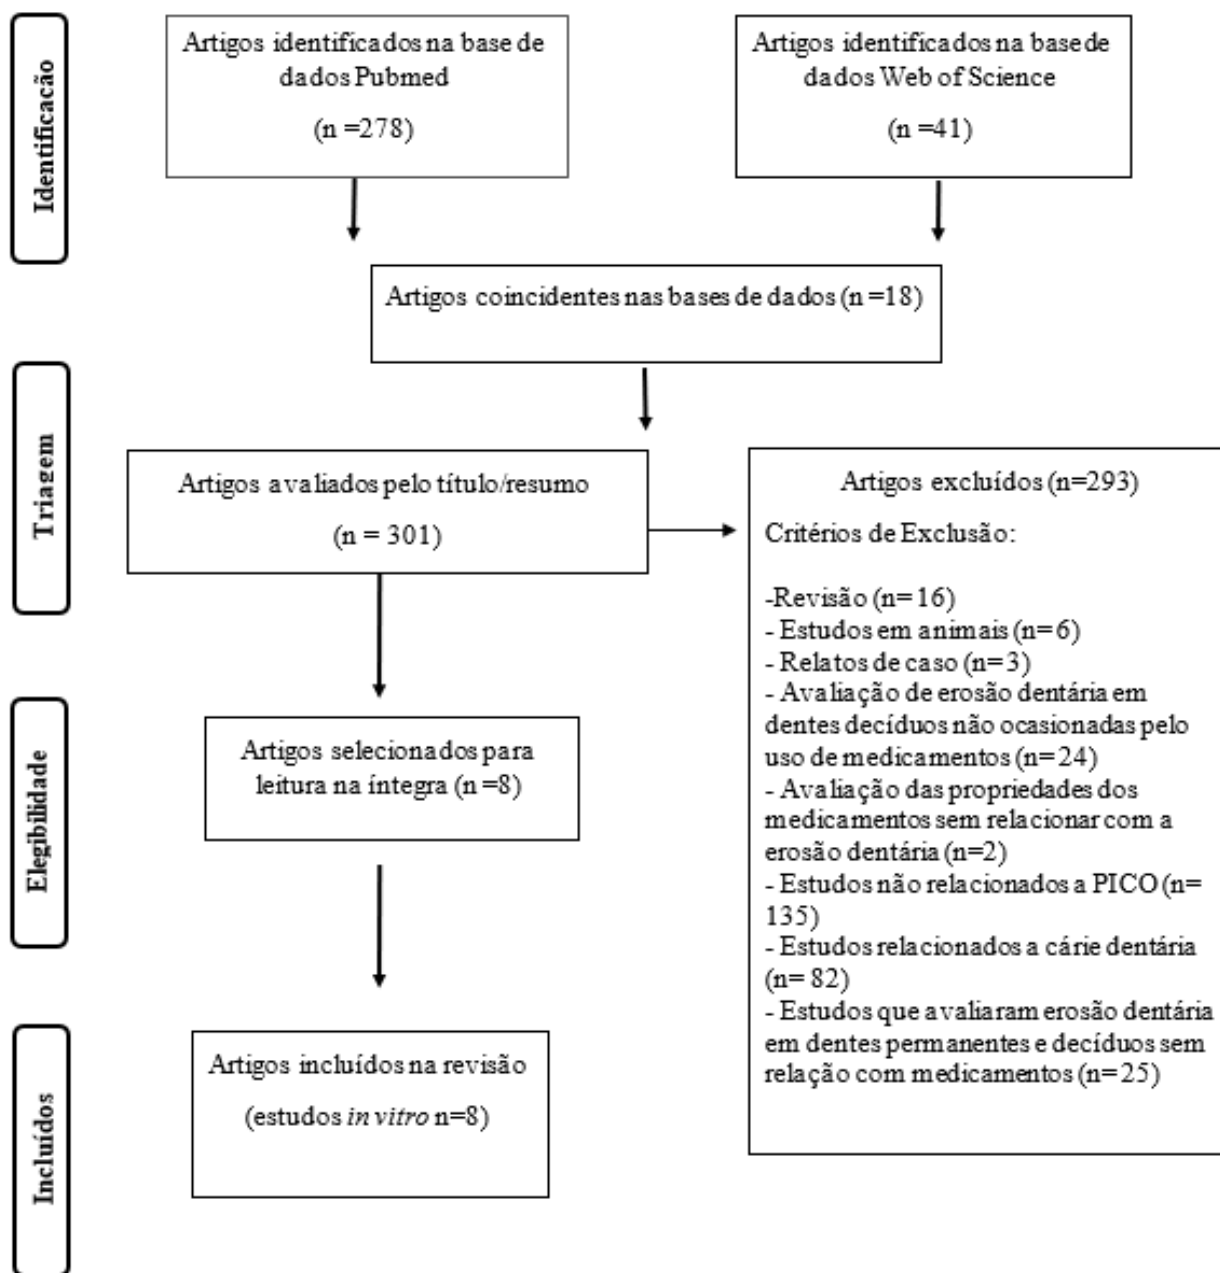 Identificacão
Artigos identificados na base de
dados Pubmed
(n =278)
Artigos identificados na base de
dados Web of Science
(n =41)
Artigos coincidentes nas bases de dados (n =18)
Triagem
Artigos avaliados pelo título/resumo
(n = 301)
Artigos excluídos (n=293)
Critérios de Exclusão:
-Revisão (n= 16)
- Estudos em animais (n= 6)
- Relatos de caso (n= 3)
- Avaliação de erosão dentária em
dentes decíduos não ocasionadas pelo
uso de medicamentos (n= 24)
- Avaliação das propriedades dos
medicamentos sem relacionar com a
erosão dentária (n=2)
- Estudos não relacionados a PICO (n=
135)
- Estudos relacionados a cárie dentária
(n= 82)
- Estudos que avaliaram erosão dentária
em dentes permanentes e decíduos sem
relação com medicamentos (n= 25)
Elegibilidade
Artigos selecionados para
leitura na íntegra (n =8)
Incluídos
Artigos incluídos na revisão
(estudos in vitro n=8)